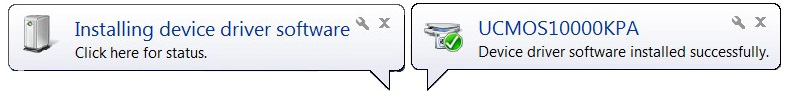 Installing device driver software
Click here for status.
UCMOS10000KPA
Device driver software installed successfully.